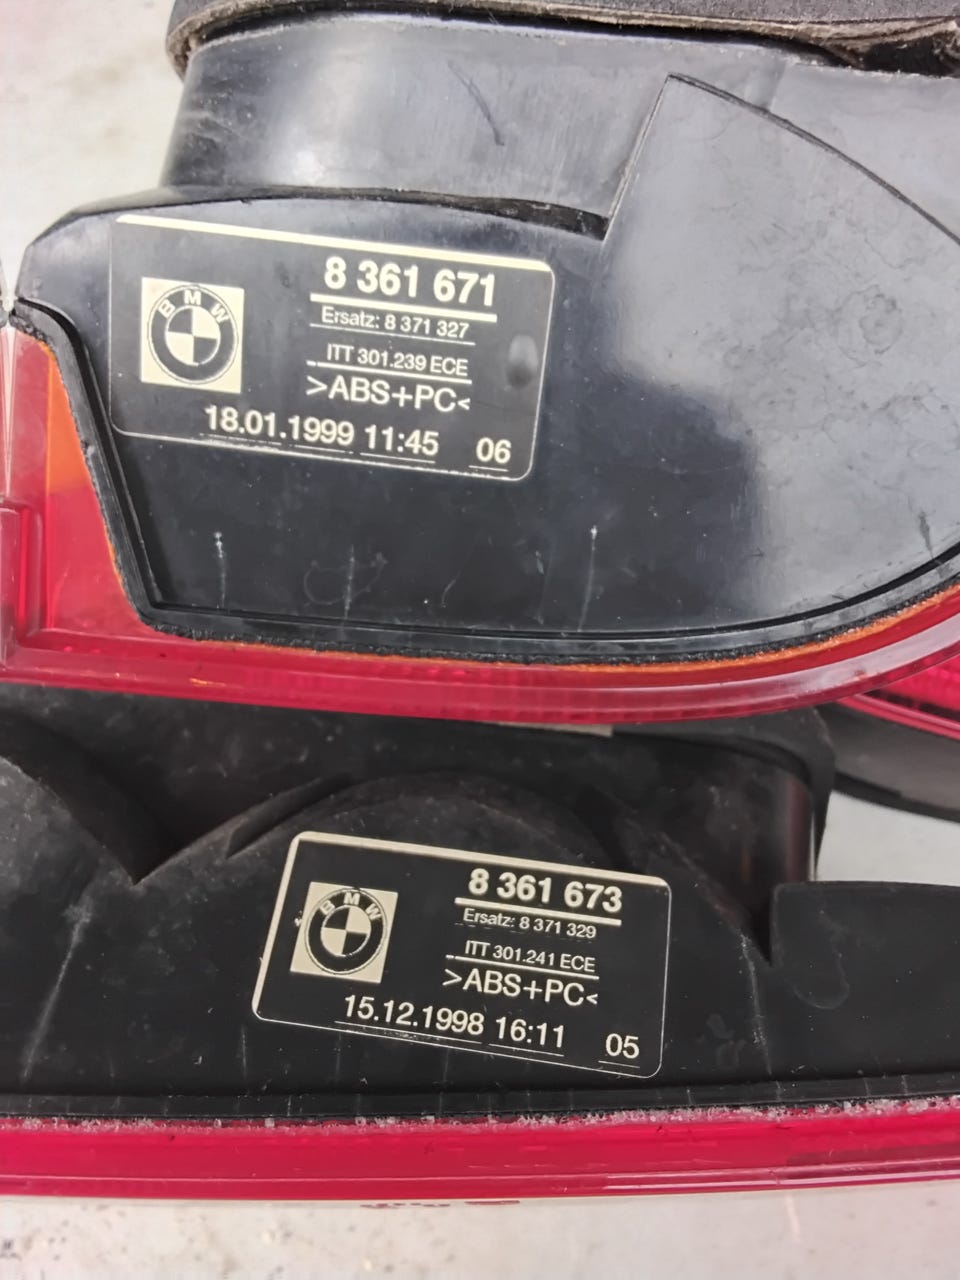 BMW
8 361 671
Ersatz: 8 371 327
ITT 301.239 ECE
>ABS+PC<
18.01.1999 11:45 06
BMW
8 361 673
Ersatz: 8 371 329
ITT 301.241 ECE
>ABS+PC<
15.12.1998 16:11 05